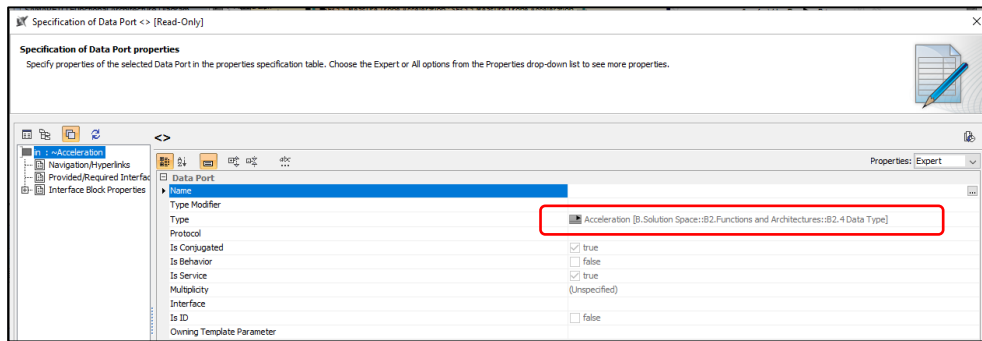 Specification of Data Port <> [Read-Only]
Specification of Data Port properties
Specify properties of the selected Data Port in the properties specification table. Choose the Expert or All options from the Properties drop-down list to see more properties.
<>
in : ~Acceleration
Navigation/Hyperlinks
Provided/Required Interfac
Interface Block Properties
Properties: Expert
Data Port
Name
Type Modifier
Type Acceleration [B.Solution Space::B2.Functions and Architectures::B2.4 Data Type]
Protocol
Is Conjugated true
Is Behavior false
Is Service true
Multiplicity (Unspecified)
Interface
Is ID false
Owning Template Parameter